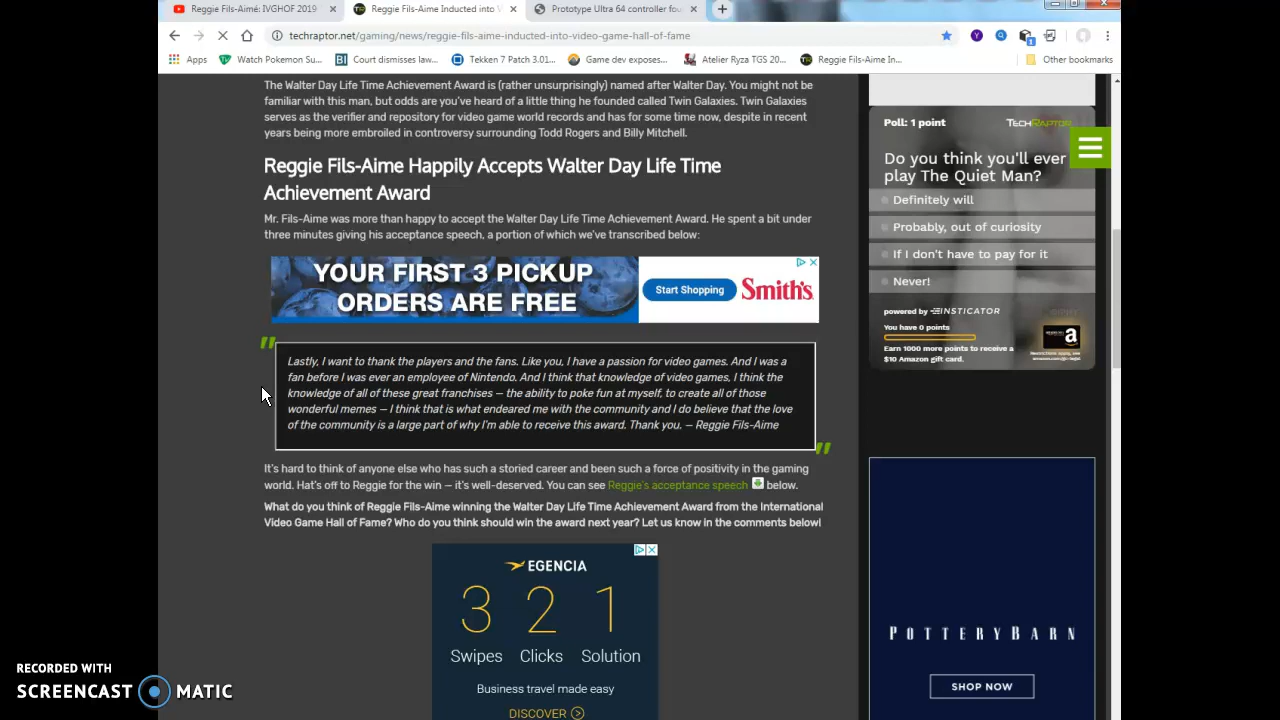 Reggie Fils-Aimé: IVGHOF 2019
Reggie Fils-Aime Inducted into V
Prototype Ultra 64 controller fou
techraptor.net/gaming/news/reggie-fils-aime-inducted-into-video-game-hall-of-fame
Apps
Watch Pokemon Su...
Court dismisses law...
Tekken 7 Patch 3.01...
Game dev exposes...
Atelier Ryza TGS 20...
Reggie Fils-Aime In...
Other bookmarks
The Walter Day Life Time Achievement Award is (rather unsurprisingly) named after Walter Day. You might not be
familiar with this man, but odds are you've heard of a little thing he founded called Twin Galaxies. Twin Galaxies
serves as the verifier and repository for video game world records and has for some time now, despite in recent
years being more embroiled in controversy surrounding Todd Rogers and Billy Mitchell.
Reggie Fils-Aime Happily Accepts Walter Day Life Time
Achievement Award
Mr. Fils-Aime was more than happy to accept the Walter Day Life Time Achievement Award. He spent a bit under
three minutes giving his acceptance speech, a portion of which we've transcribed below:
YOUR FIRST 3 PICKUP
ORDERS ARE FREE
Start Shopping
Smith's
Lastly, I want to thank the players and the fans. Like you, I have a passion for video games. And I was a
fan before I was ever an employee of Nintendo. And I think that knowledge of video games, I think the
knowledge of all of these great franchises — the ability to poke fun at myself, to create all of those
wonderful memes — I think that is what endeared me with the community and I do believe that the love
of the community is a large part of why I'm able to receive this award. Thank you. — Reggie Fils-Aime
It's hard to think of anyone else who has such a storied career and been such a force of positivity in the gaming
world. Hat's off to Reggie for the win — it's well-deserved. You can see Reggie's acceptance speech below.
What do you think of Reggie Fils-Aime winning the Walter Day Life Time Achievement Award from the International
Video Game Hall of Fame? Who do you think should win the award next year? Let us know in the comments below!
EGENCIA
3 2 1
Swipes Clicks Solution
Business travel made easy
DISCOVER
Poll: 1 point
TECHRAPTOR
Do you think you'll ever
play The Quiet Man?
Definitely will
Probably, out of curiosity
If I don't have to pay for it
Never!
powered by INSTICATOR
You have 0 points
Earn 1000 more points to receive a
$10 Amazon gift card.
POTTERYBARN
SHOP NOW
RECORDED WITH
SCREENCAST MATIC